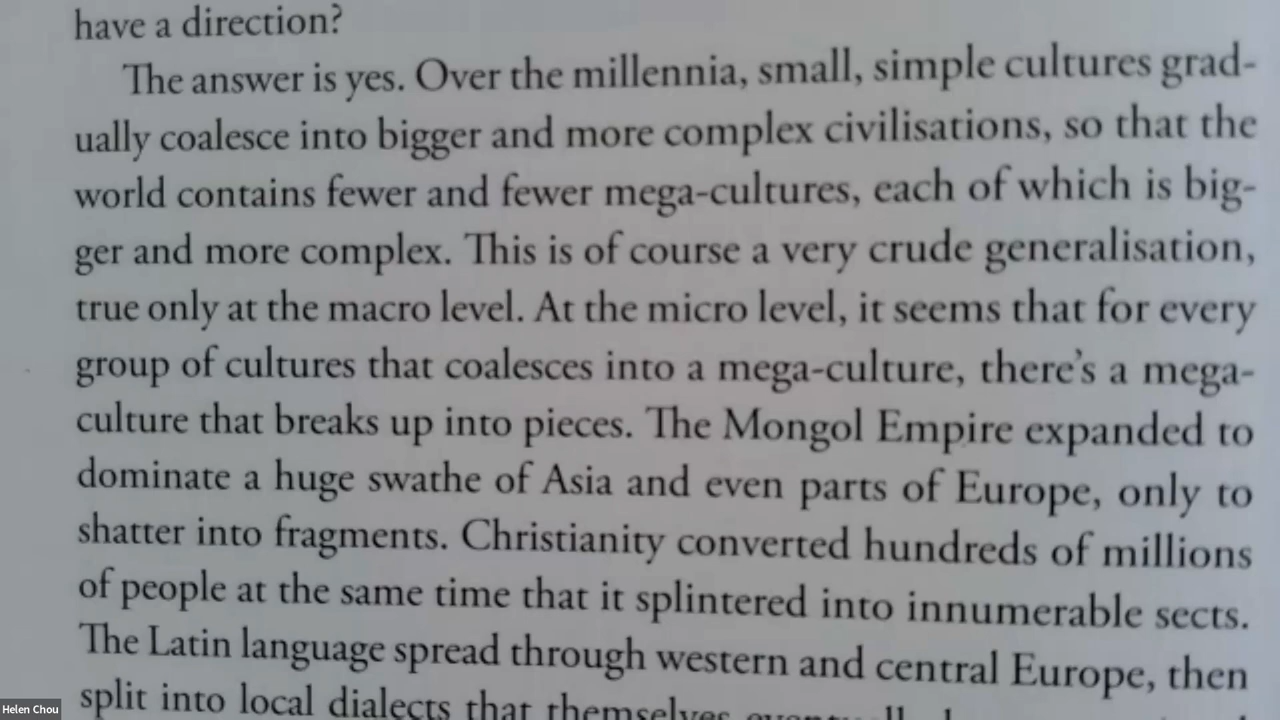 have a direction?
The answer is yes. Over the millennia, small, simple cultures grad-
ually coalesce into bigger and more complex civilisations, so that the
world contains fewer and fewer mega-cultures, each of which is big-
ger and more complex. This is of course a very crude generalisation,
true only at the macro level. At the micro level, it seems that for every
group of cultures that coalesces into a mega-culture, there's a mega-
culture that breaks up into pieces. The Mongol Empire expanded to
dominate a huge swathe of Asia and even parts of Europe, only to
shatter into fragments. Christianity converted hundreds of millions
of people at the same time that it splintered into innumerable sects.
The Latin language spread through western and central Europe, then
split into local dialects that themselves
Helen Chou